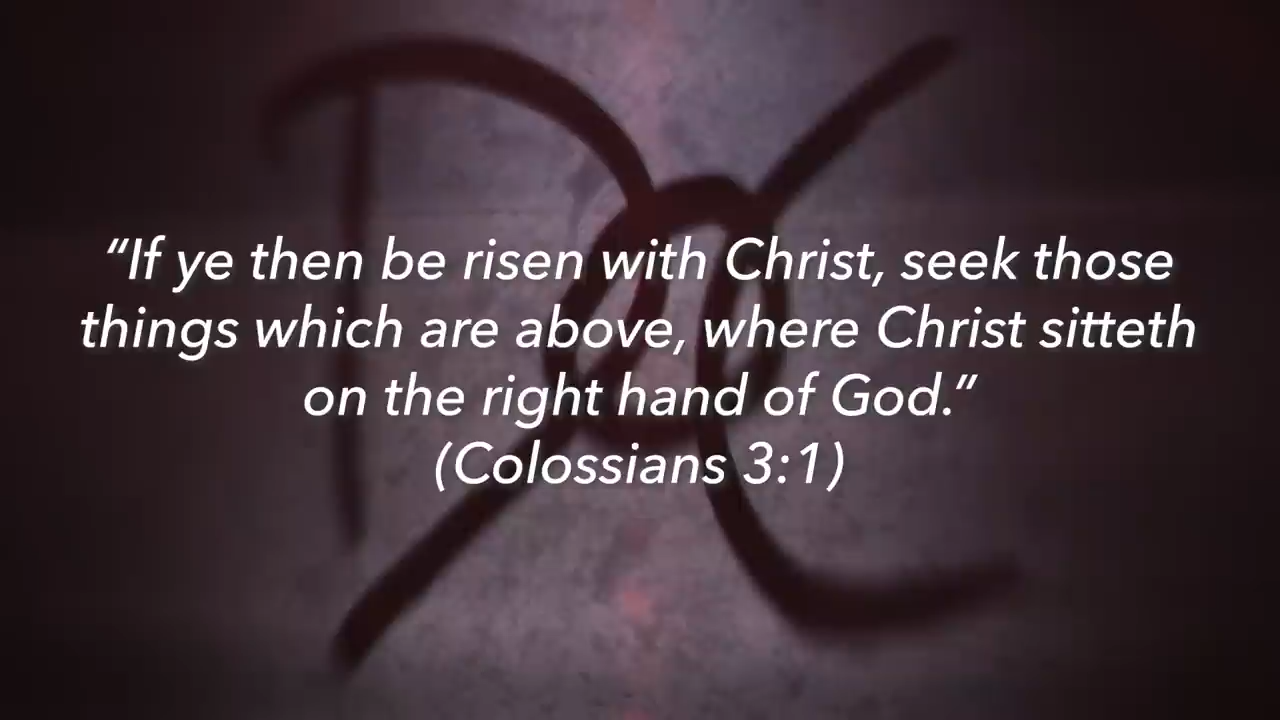 “If ye then be risen with Christ, seek those
things which are above, where Christ sitteth
on the right hand of God.”
(Colossians 3:1)